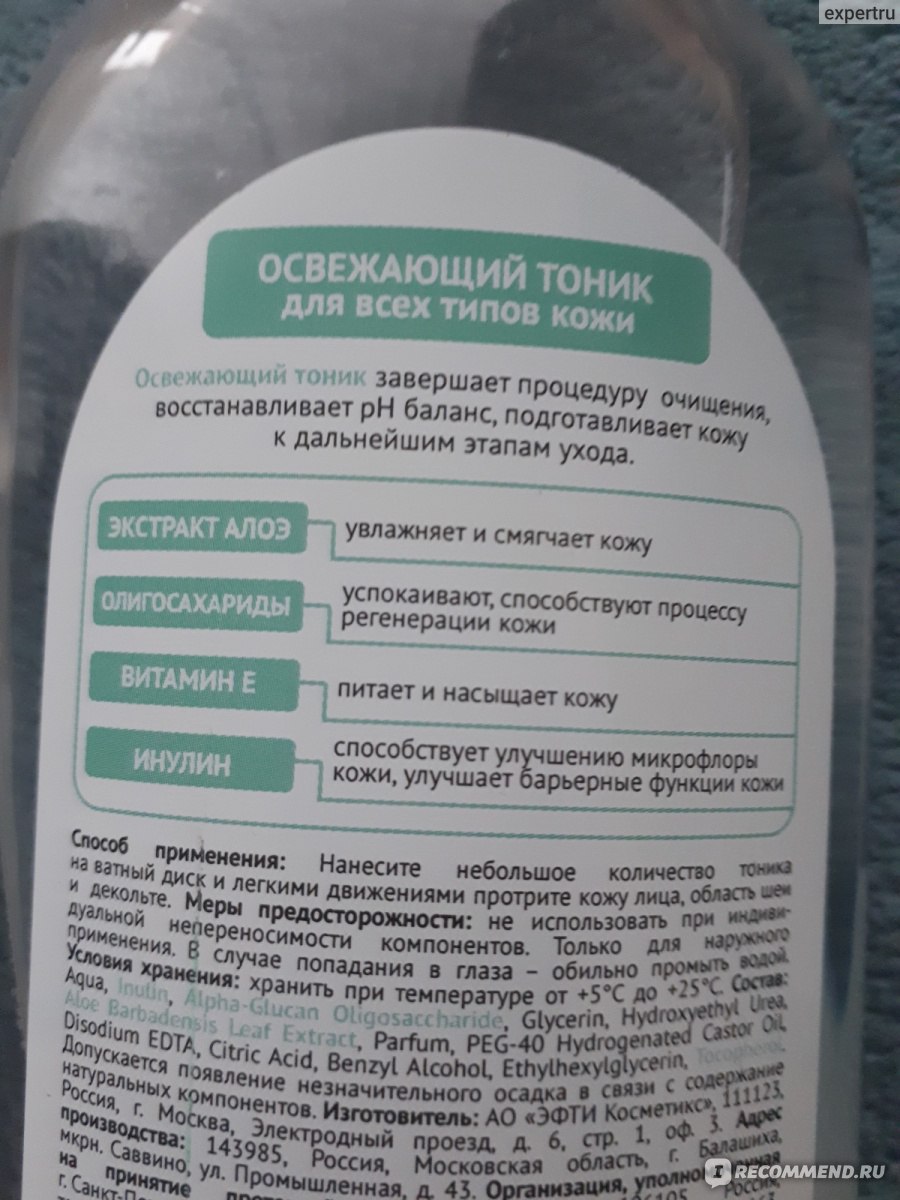 expertru
ОСВЕЖАЮЩИЙ ТОНИК
для всех типов кожи
Освежающий тоник завершает процедуру очищения,
восстанавливает pH баланс, подготавливает кожу
к дальнейшим этапам ухода.
ЭКСТРАКТ АЛОЭ увлажняет и смягчает кожу
ОЛИГОСАХАРИДЫ успокаивают, способствуют процессу
регенерации кожи
ВИТАМИН Е питает и насыщает кожу
ИНУЛИН способствует улучшению микрофлоры
кожи, улучшает барьерные функции кожи
Способ применения: Нанесите небольшое количество тоника
на ватный диск и легкими движениями протрите кожу лица, область шеи
и декольте. Меры предосторожности: не использовать при индиви-
дуальной непереносимости компонентов. Только для наружного
применения. В случае попадания в глаза – обильно промыть водой.
Условия хранения: хранить при температуре от +5°С до +25°С. Состав:
Aqua, Inulin, Alpha-Glucan Oligosaccharide, Glycerin, Hydroxyethyl Urea,
Aloe Barbadensis Leaf Extract, Parfum, PEG-40 Hydrogenated Castor Oil,
Disodium EDTA, Citric Acid, Benzyl Alcohol, Ethylhexylglycerin, Tocopherol.
Допускается появление незначительного осадка в связи с содержание
натуральных компонентов. Изготовитель: АО «ЭФТИ Косметикс», 111123,
Россия, г. Москва, Электродный проезд, д. 6, стр. 1, оф. 3. Адрес
производства: 143985, Россия, Московская область, г. Балашиха,
мкрн. Саввино, ул. Промышленная, д. 43. Организация,
на принятие
г. Санкт-
IRECOMMEND.RU